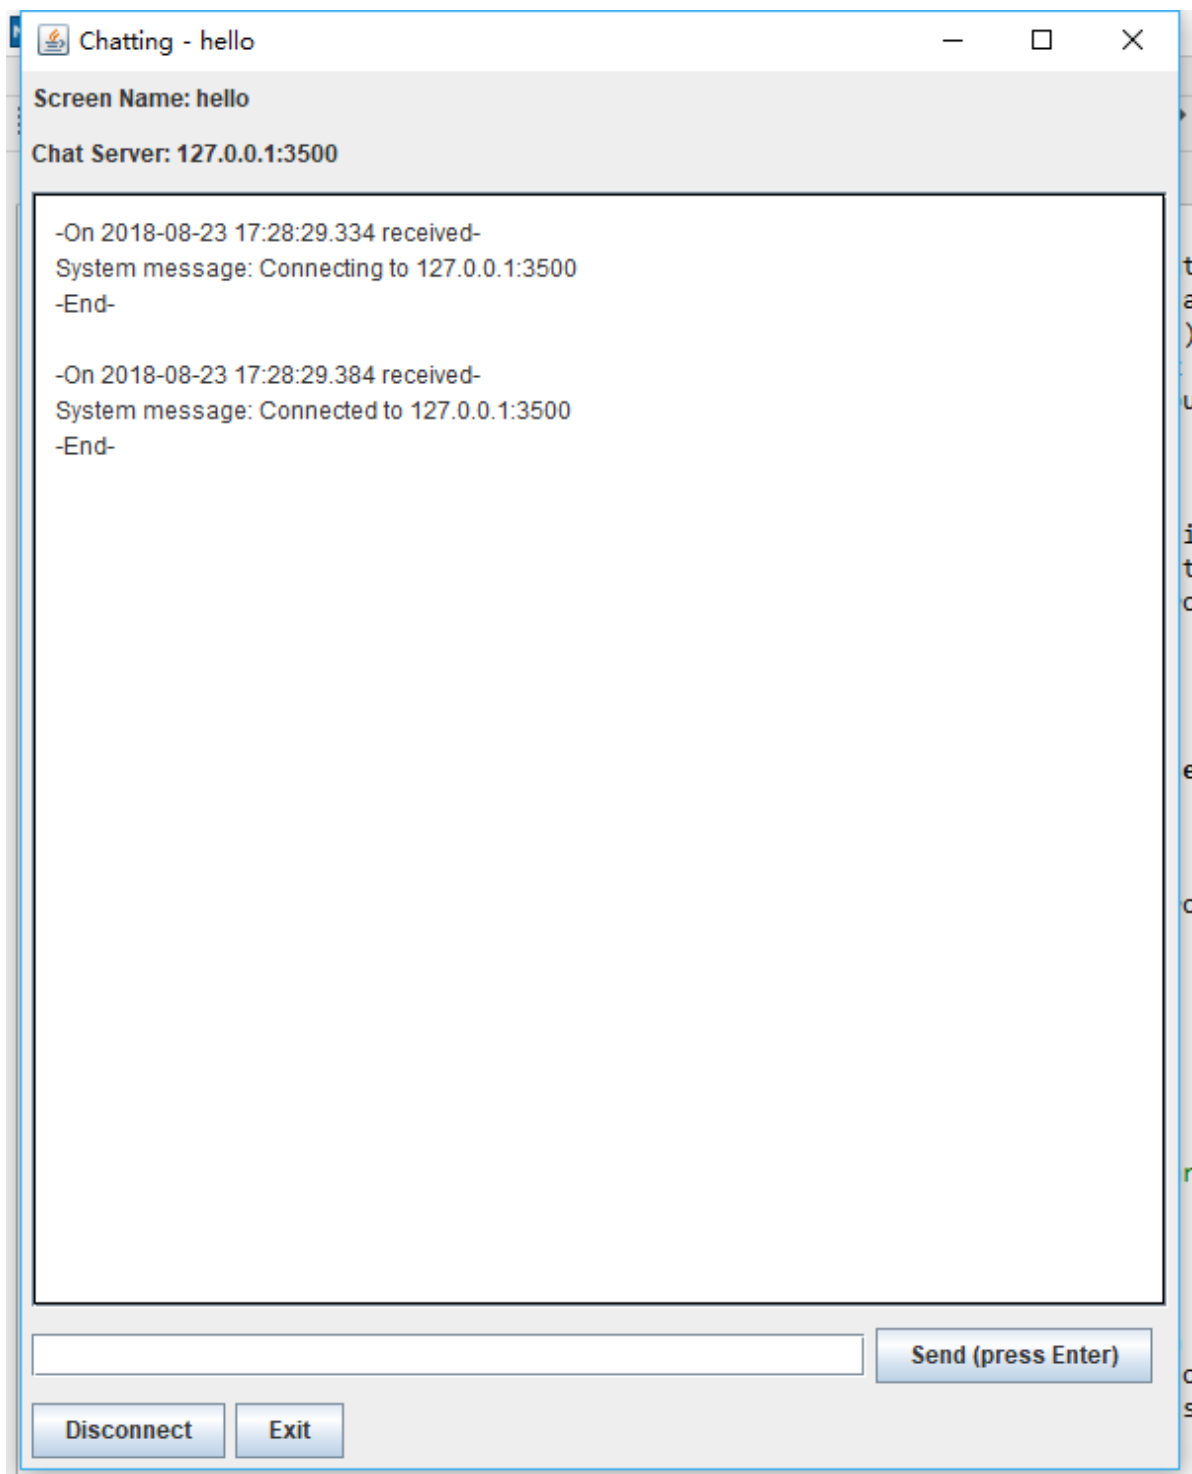 Chatting - hello
Screen Name: hello
Chat Server: 127.0.0.1:3500
-On 2018-08-23 17:28:29.334 received-
System message: Connecting to 127.0.0.1:3500
-End-
-On 2018-08-23 17:28:29.384 received-
System message: Connected to 127.0.0.1:3500
-End-
Send (press Enter)
Disconnect Exit